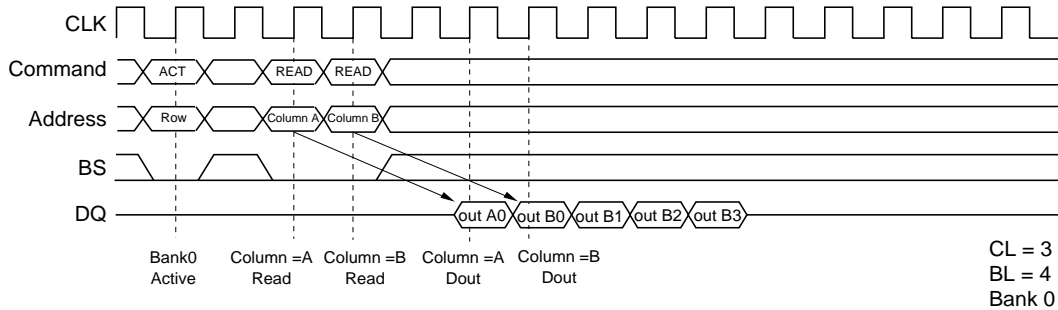 CLK
Command ACT READ READ
Address Row Column A Column B
BS
DQ out A0 out B0 out B1 out B2 out B3
Bank0 Column =A Column =B Column =A Column =B
Active Read Read Dout Dout
CL = 3
BL = 4
Bank 0